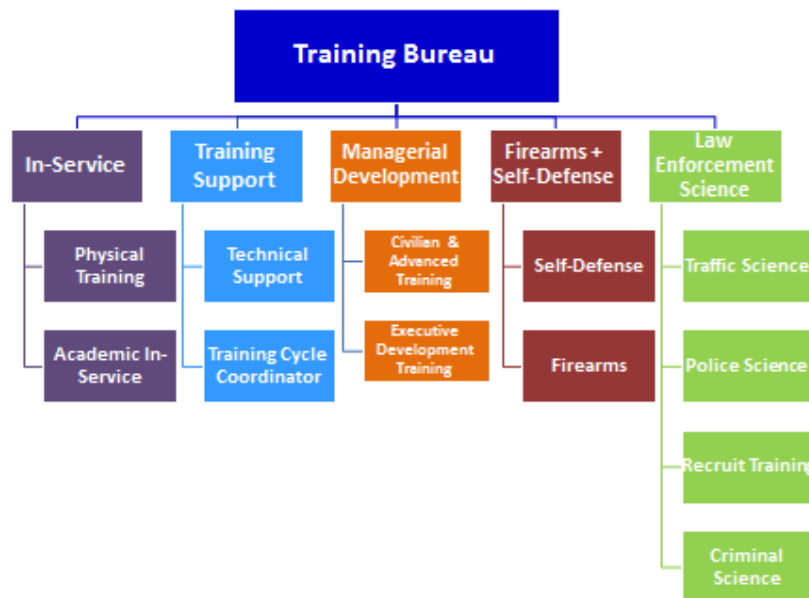 Training Bureau
In-Service
Training
Support
Managerial
Development
Firearms +
Self-Defense
Law
Enforcement
Science
Physical
Training
Academic In-
Service
Technical
Support
Training Cycle
Coordinator
Civilian &
Advanced
Training
Executive
Development
Training
Self-Defense
Firearms
Traffic Science
Police Science
Recruit Training
Criminal
Science